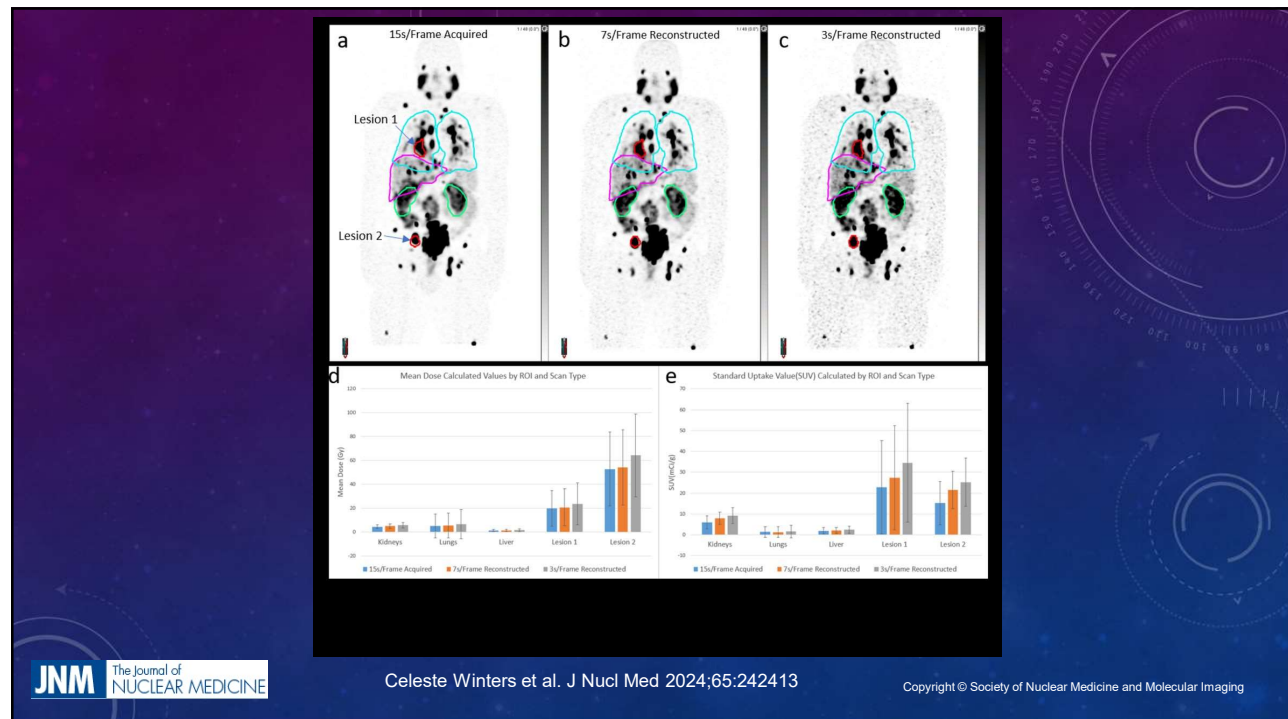 a
15s/Frame Acquired
b
7s/Frame Reconstructed
c
3s/Frame Reconstructed
Lesion 1
Lesion 2
d
Mean Dose Calculated Values by ROI and Scan Type
Mean Dose (Gy)
120
100
80
60
40
20
0
-20
Kidneys
Lungs
Liver
Lesion 1
Lesion 2
15s/Frame Acquired
7s/Frame Reconstructed
3s/Frame Reconstructed
e
Standard Uptake Value(SUV) Calculated by ROI and Scan Type
SUV(mCi/g)
70
60
50
40
30
20
10
0
-10
Kidneys
Lungs
Liver
Lesion 1
Lesion 2
15s/Frame Acquired
7s/Frame Reconstructed
3s/Frame Reconstructed
JNM
The Journal of
NUCLEAR MEDICINE
Celeste Winters et al. J Nucl Med 2024;65:242413
Copyright © Society of Nuclear Medicine and Molecular Imaging